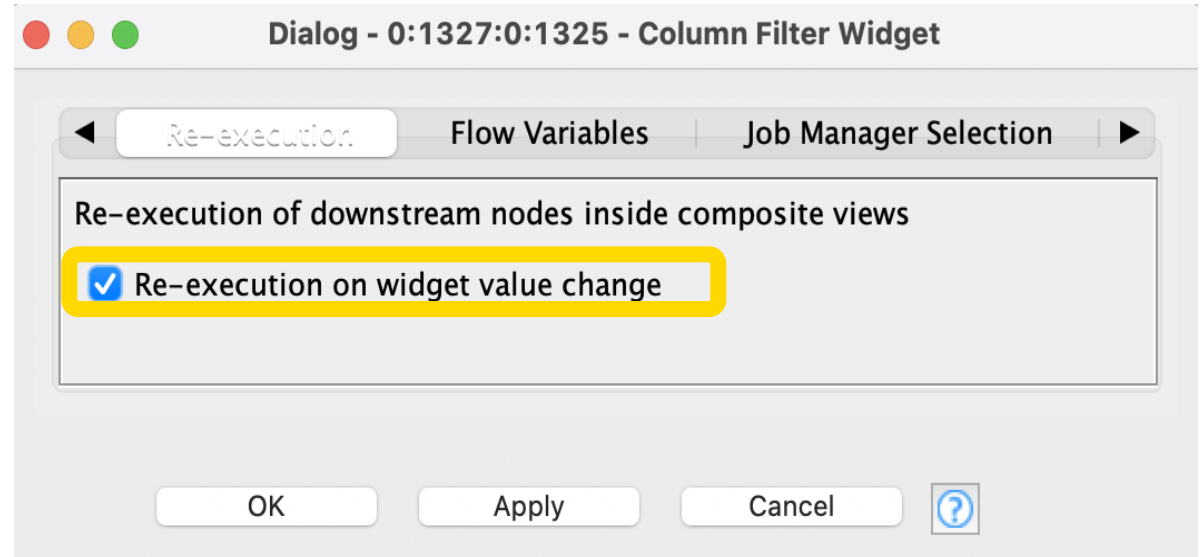 Dialog - 0:1327:0:1325 - Column Filter Widget
Re-execution Flow Variables Job Manager Selection
Re-execution of downstream nodes inside composite views
Re-execution on widget value change
OK Apply Cancel ?